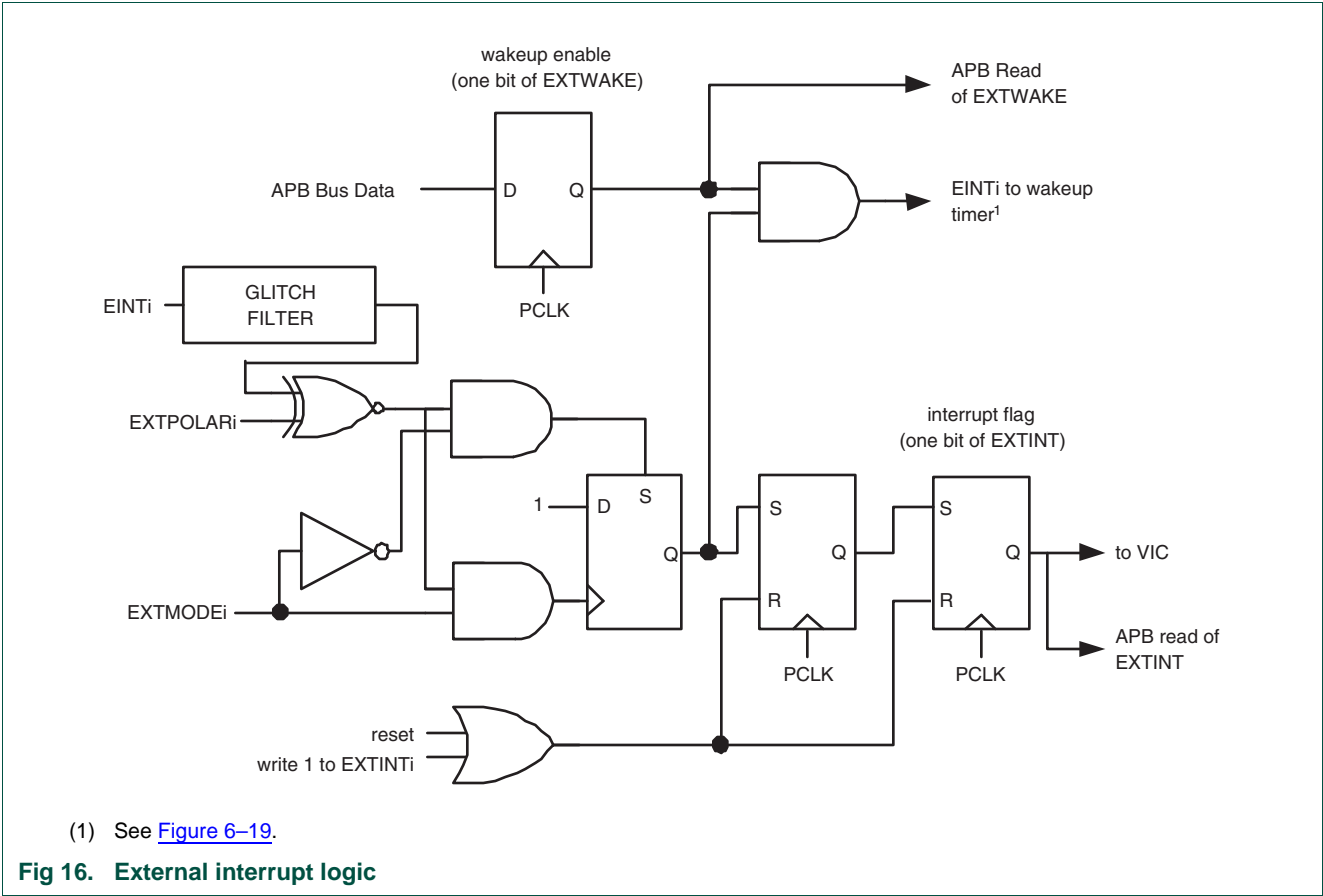 wakeup enable
(one bit of EXTWAKE)
APB Read
of EXTWAKE
APB Bus Data
D
Q
EINTi to wakeup
timer1
PCLK
EINTi
GLITCH
FILTER
EXTPOLARi
interrupt flag
(one bit of EXTINT)
1
D
S
Q
S
Q
R
PCLK
S
Q
R
PCLK
to VIC
APB read of
EXTINT
EXTMODEi
reset
write 1 to EXTINTi
(1) See Figure 6–19.
Fig 16. External interrupt logic